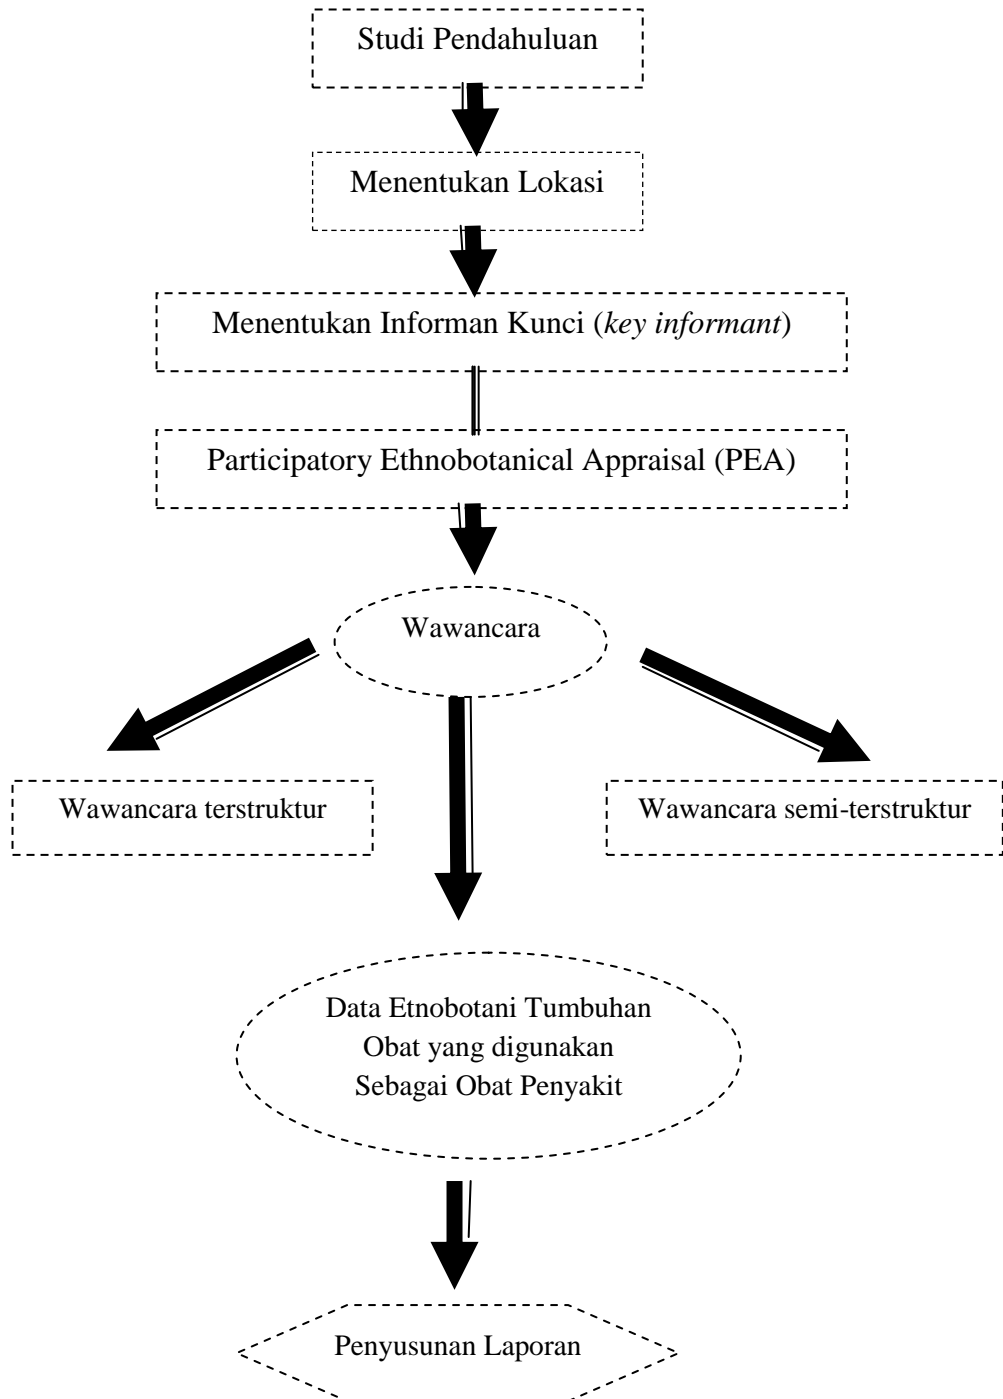 Studi Pendahuluan
Menentukan Lokasi
Menentukan Informan Kunci (key informant)
Participatory Ethnobotanical Appraisal (PEA)
Wawancara
Wawancara terstruktur
Wawancara semi-terstruktur
Data Etnobotani Tumbuhan
Obat yang digunakan
Sebagai Obat Penyakit
Penyusunan Laporan